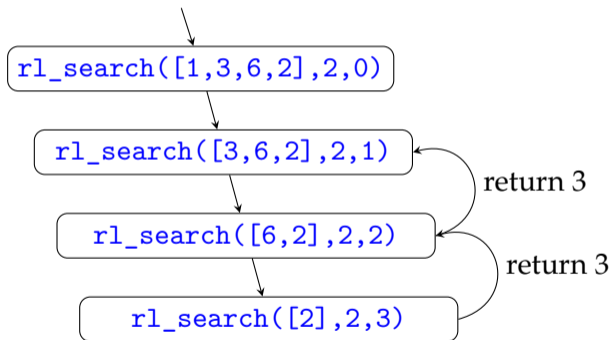 rl_search([1,3,6,2],2,0)
rl_search([3,6,2],2,1)
return 3
rl_search([6,2],2,2)
return 3
rl_search([2],2,3)